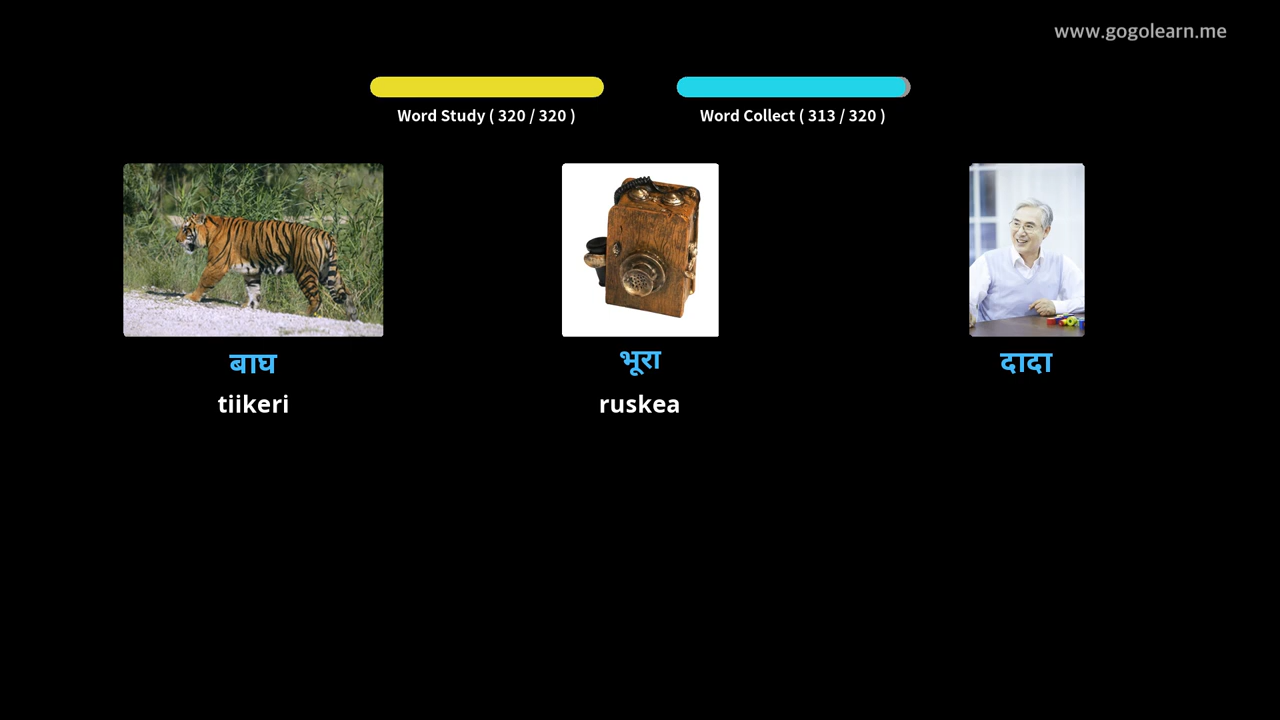 www.gogolearn.me
Word Study ( 320 / 320 )
Word Collect ( 313 / 320 )
बाघ
भूरा
दादा
tiikeri
ruskea